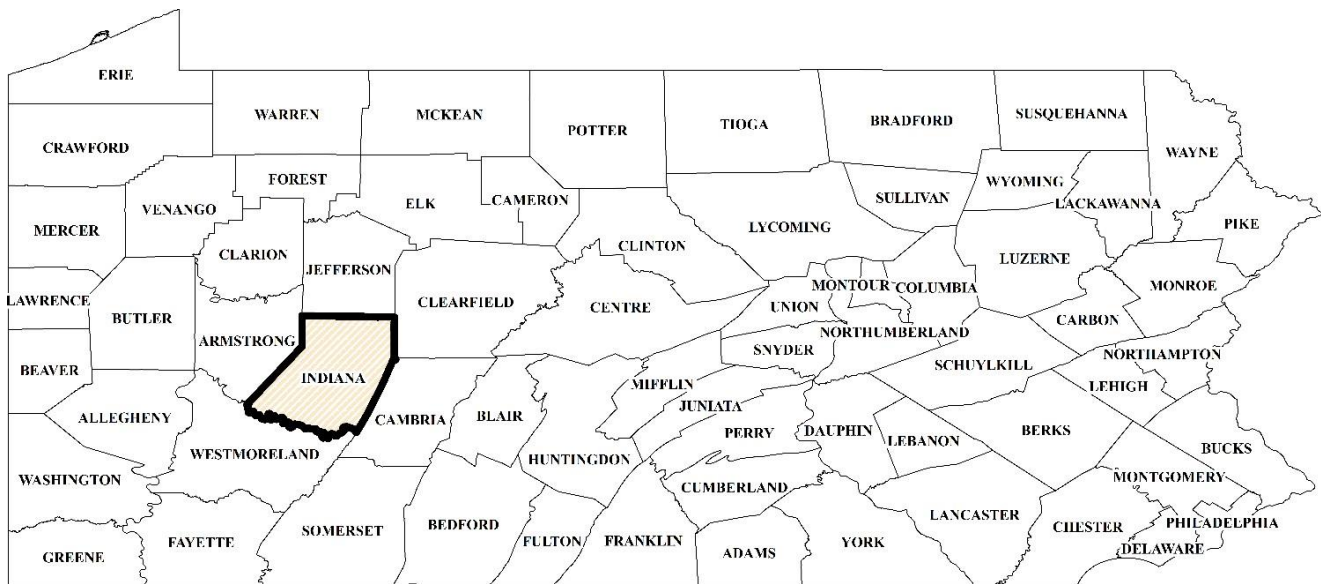 ERIE
WARREN
MCKEAN
POTTER
TIOGA
BRADFORD
SUSQUEHANNA
WAYNE
CRAWFORD
FOREST
ELK
CAMERON
SULLIVAN
WYOMING
LACKAWANNA
PIKE
MERCER
VENANGO
CLARION
JEFFERSON
CLINTON
LYCOMING
LUZERNE
MONROE
LAWRENCE
BUTLER
ARMSTRONG
CLEARFIELD
CENTRE
UNION
MONTOUR
COLUMBIA
CARBON
BEAVER
INDIANA
SNYDER
NORTHUMBERLAND
SCHUYLKILL
NORTHAMPTON
LEHIGH
ALLEGHENY
CAMBRIA
BLAIR
MIFFLIN
JUNIATA
PERRY
DAUPHIN
LEBANON
BERKS
BUCKS
WASHINGTON
WESTMORELAND
HUNTINGDON
CUMBERLAND
MONTGOMERY
GREENE
FAYETTE
SOMERSET
BEDFORD
FULTON
FRANKLIN
ADAMS
YORK
LANCASTER
CHESTER
PHILADELPHIA
DELAWARE